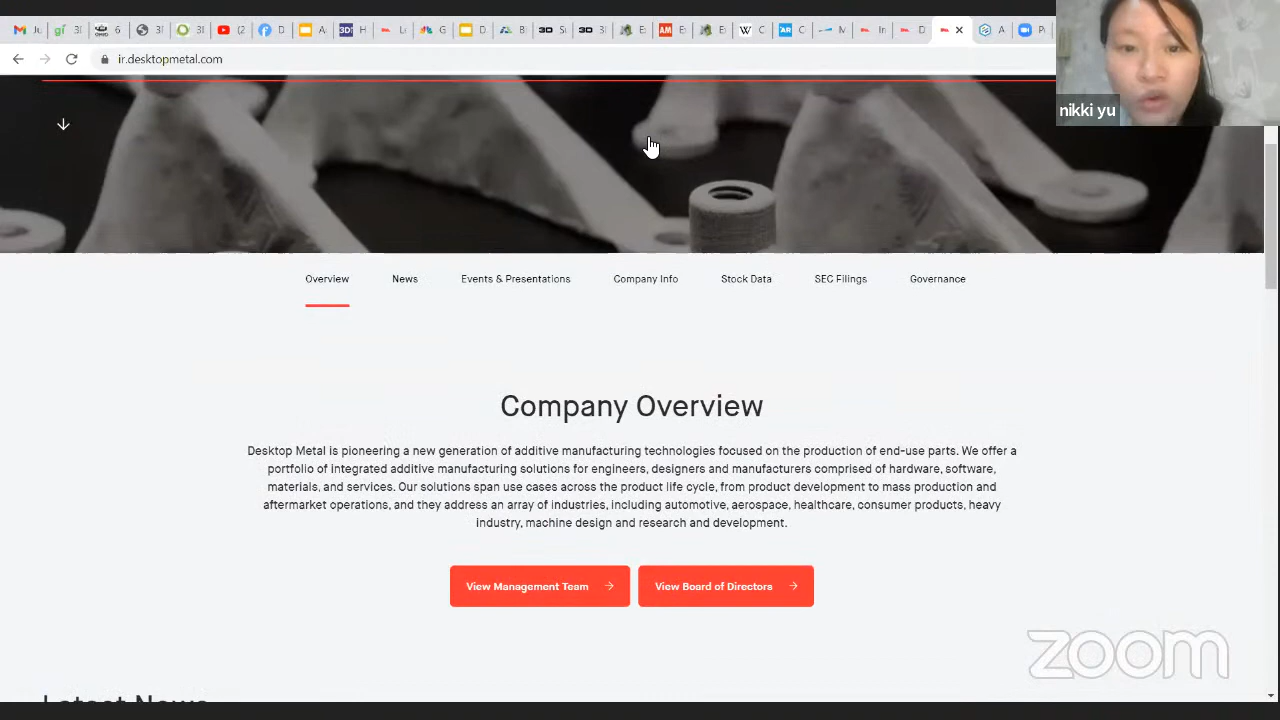 ir.desktopmetal.com
nikki yu
Overview News Events & Presentations Company Info Stock Data SEC Filings Governance
Company Overview
Desktop Metal is pioneering a new generation of additive manufacturing technologies focused on the production of end-use parts. We offer a
portfolio of integrated additive manufacturing solutions for engineers, designers and manufacturers comprised of hardware, software,
materials, and services. Our solutions span use cases across the product life cycle, from product development to mass production and
aftermarket operations, and they address an array of industries, including automotive, aerospace, healthcare, consumer products, heavy
industry, machine design and research and development.
View Management Team View Board of Directors
zoom
Latest News